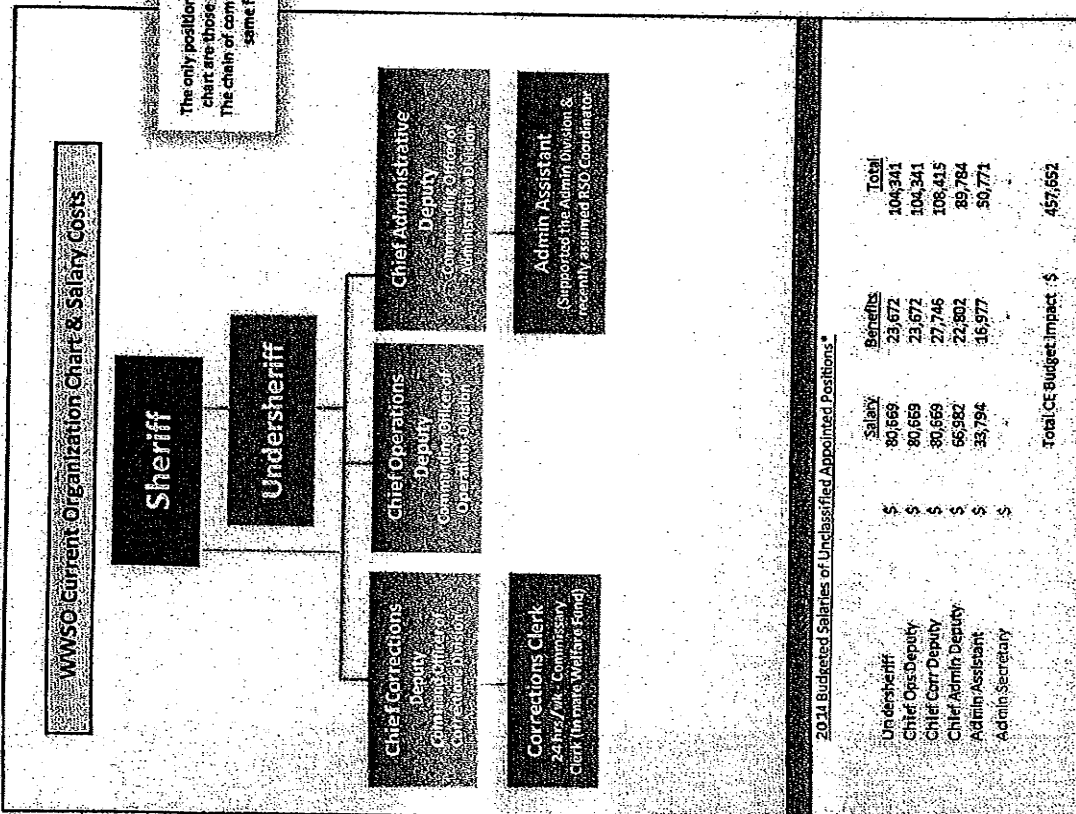 WWSO Current Organization Chart & Salary Costs
The only position
chart are those
The chain of com
same f
Sheriff
Undersheriff
Chief Corrections
Deputy
Commanding Officer of
Corrections Division
Chief Operations
Deputy
Commanding Officer of
Operations Division
Chief Administrative
Deputy
Commanding Officer of
Administrative Division
Corrections Clerk
24 hrs/wk - Commissary
Clerk (Inmate Welfare Fund)
Admin Assistant
(Supported the Admin Division &
recently assumed RSO Coordinator
2014 Budgeted Salaries of Unclassified Appointed Positions*
Salary Benefits Total
Undersheriff $ 80,669 23,672 104,341
Chief Ops Deputy $ 80,669 23,672 104,341
Chief Corr Deputy $ 80,669 27,746 108,415
Chief Admin Deputy $ 66,982 22,802 89,784
Admin Assistant $ 33,794 16,977 50,771
Admin Secretary $ - - -
Total CE Budget Impact $ 457,652